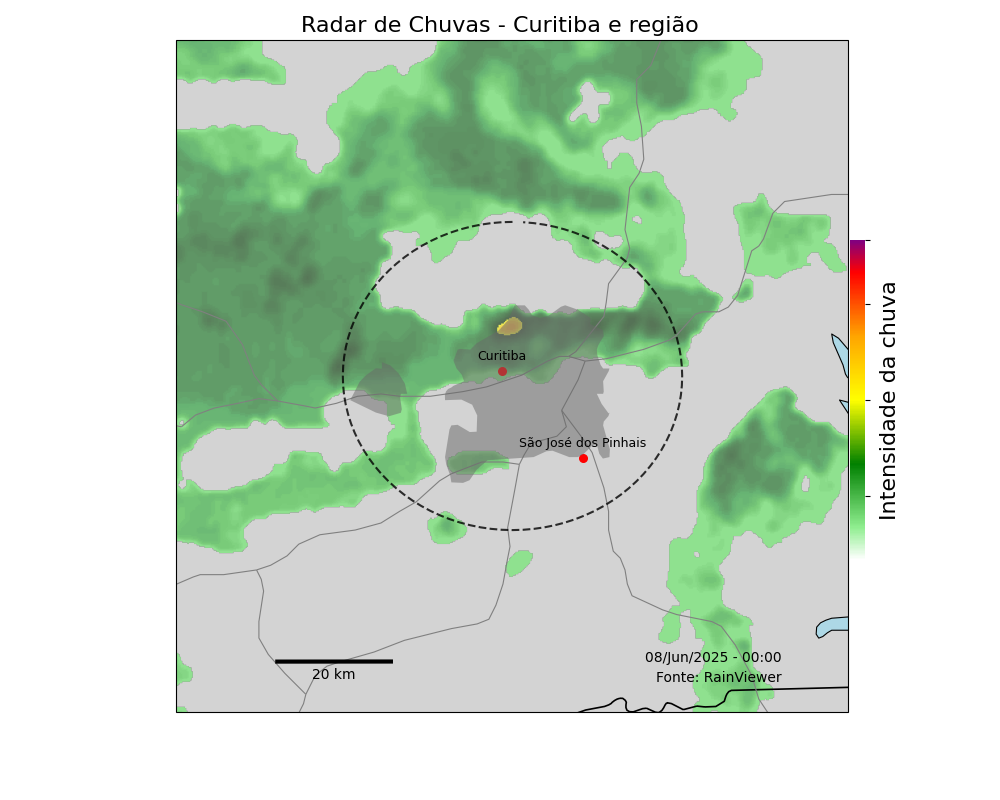 Radar de Chuvas - Curitiba e região
Curitiba
São José dos Pinhais
Intensidade da chuva
08/Jun/2025 - 00:00
Fonte: RainViewer
20 km